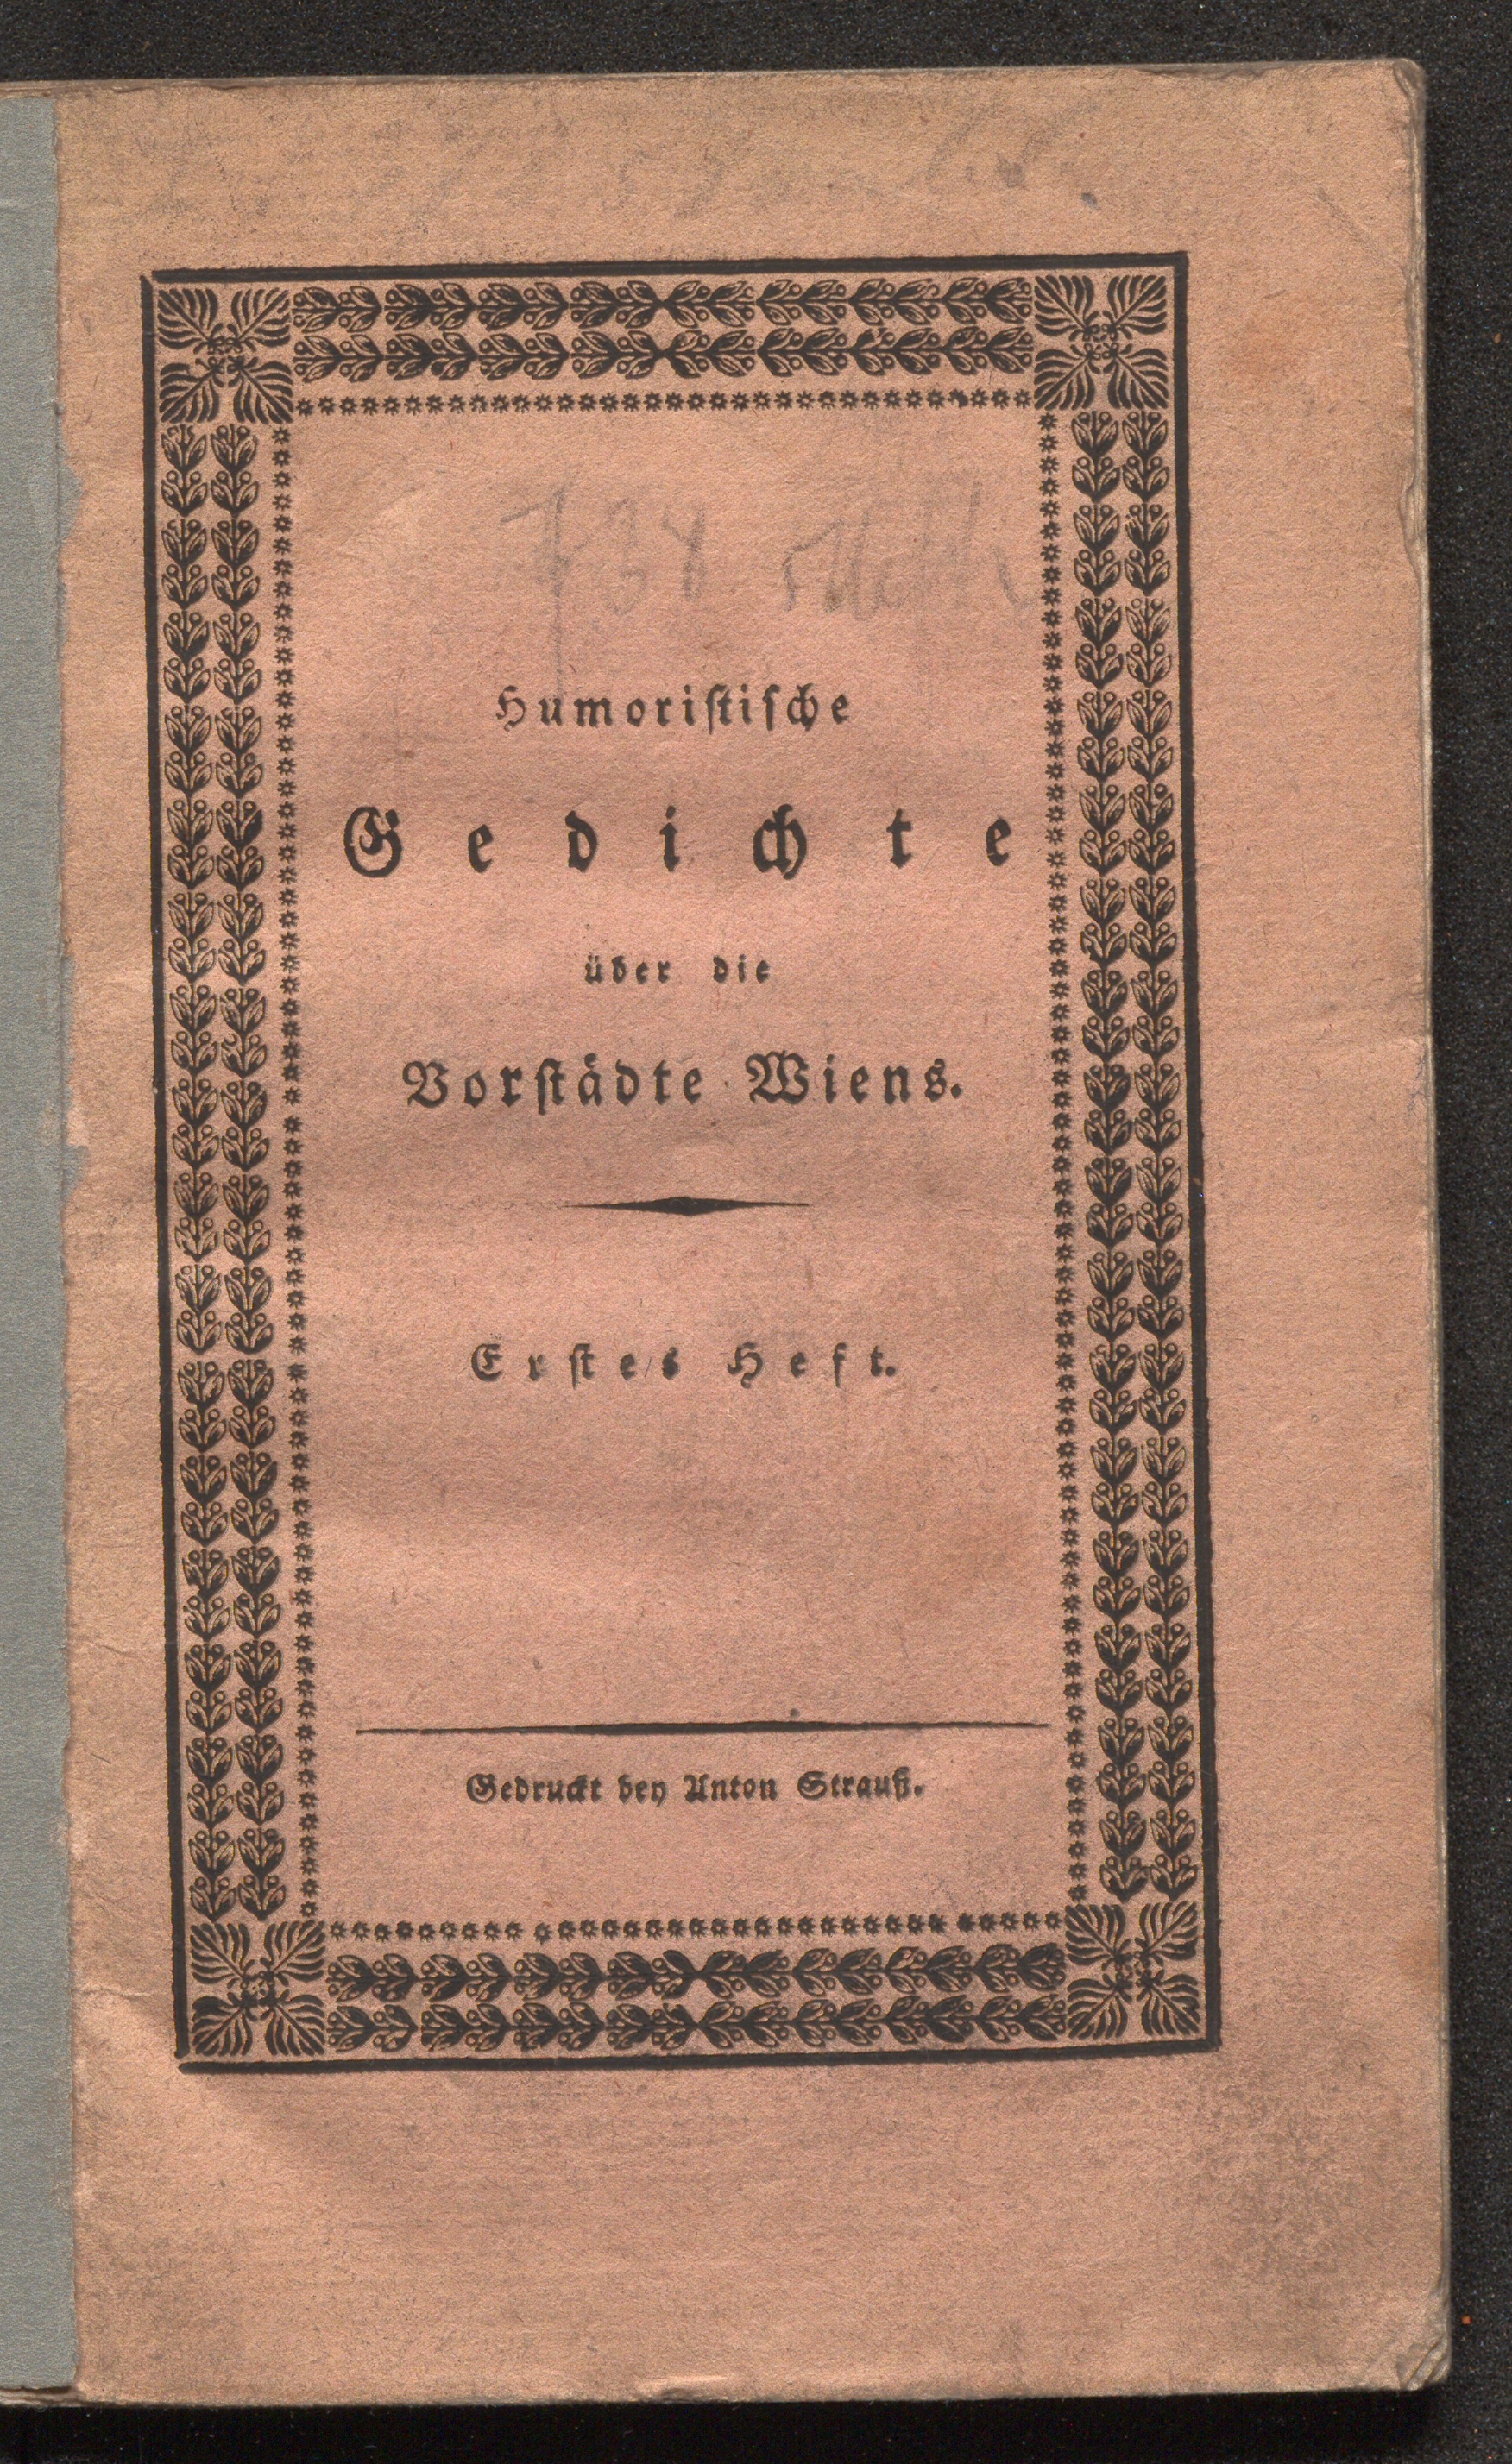 Humoriſtiſche
Gedichte
über die
Vorſtädte Wiens.
Erſtes Heft.
Gedruckt bey Anton Strauß.